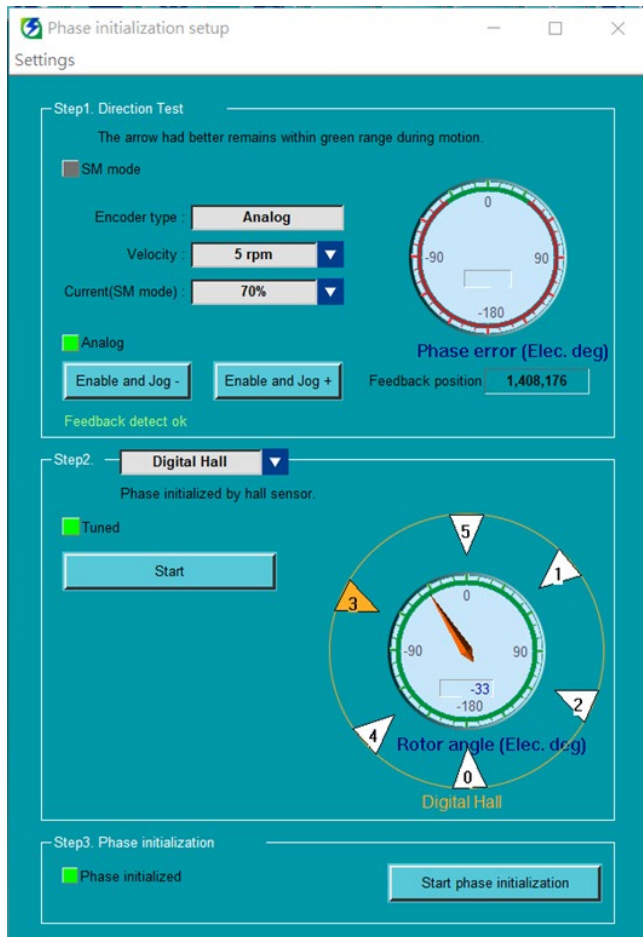 Phase initialization setup
Settings
Step1. Direction Test
The arrow had better remains within green range during motion.
SM mode
Encoder type : Analog
Velocity : 5 rpm
Current(SM mode) : 70%
0
-90 90
-180
Phase error (Elec. deg)
Analog
Enable and Jog - Enable and Jog + Feedback position 1,408,176
Feedback detect ok
Step2. Digital Hall
Phase initialized by hall sensor.
Tuned
Start
5
1
3
0
-90 90
-33
-180
2
4
Rotor angle (Elec. deg)
0
Digital Hall
Step3. Phase initialization
Phase initialized
Start phase initialization